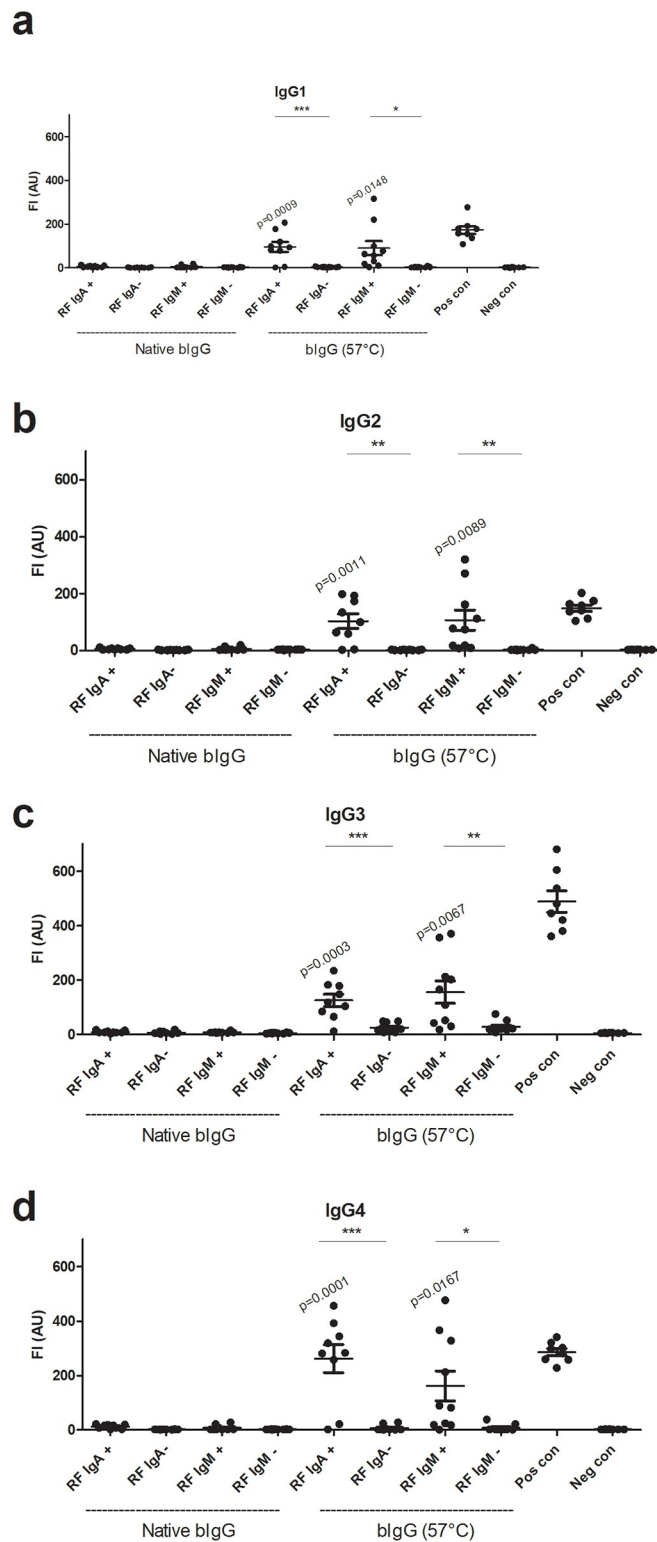 a
IgG1
*** *
FI (AU)
600
400
200
0
p=0.0009 p=0.0148
RF IgA + RF IgA- RF IgM + RF IgM - RF IgA + RF IgA- RF IgM + RF IgM - Pos con Neg con
Native bIgG bIgG (57°C)
b
IgG2
** **
FI (AU)
600
400
200
0
p=0.0011 p=0.0089
RF IgA + RF IgA- RF IgM + RF IgM - RF IgA + RF IgA- RF IgM + RF IgM - Pos con Neg con
Native bIgG bIgG (57°C)
c
IgG3
*** **
FI (AU)
600
400
200
0
p=0.0003 p=0.0067
RF IgA + RF IgA- RF IgM + RF IgM - RF IgA + RF IgA- RF IgM + RF IgM - Pos con Neg con
Native bIgG bIgG (57°C)
d
IgG4
*** *
FI (AU)
600
400
200
0
p=0.0001 p=0.0167
RF IgA + RF IgA- RF IgM + RF IgM - RF IgA + RF IgA- RF IgM + RF IgM - Pos con Neg con
Native bIgG bIgG (57°C)